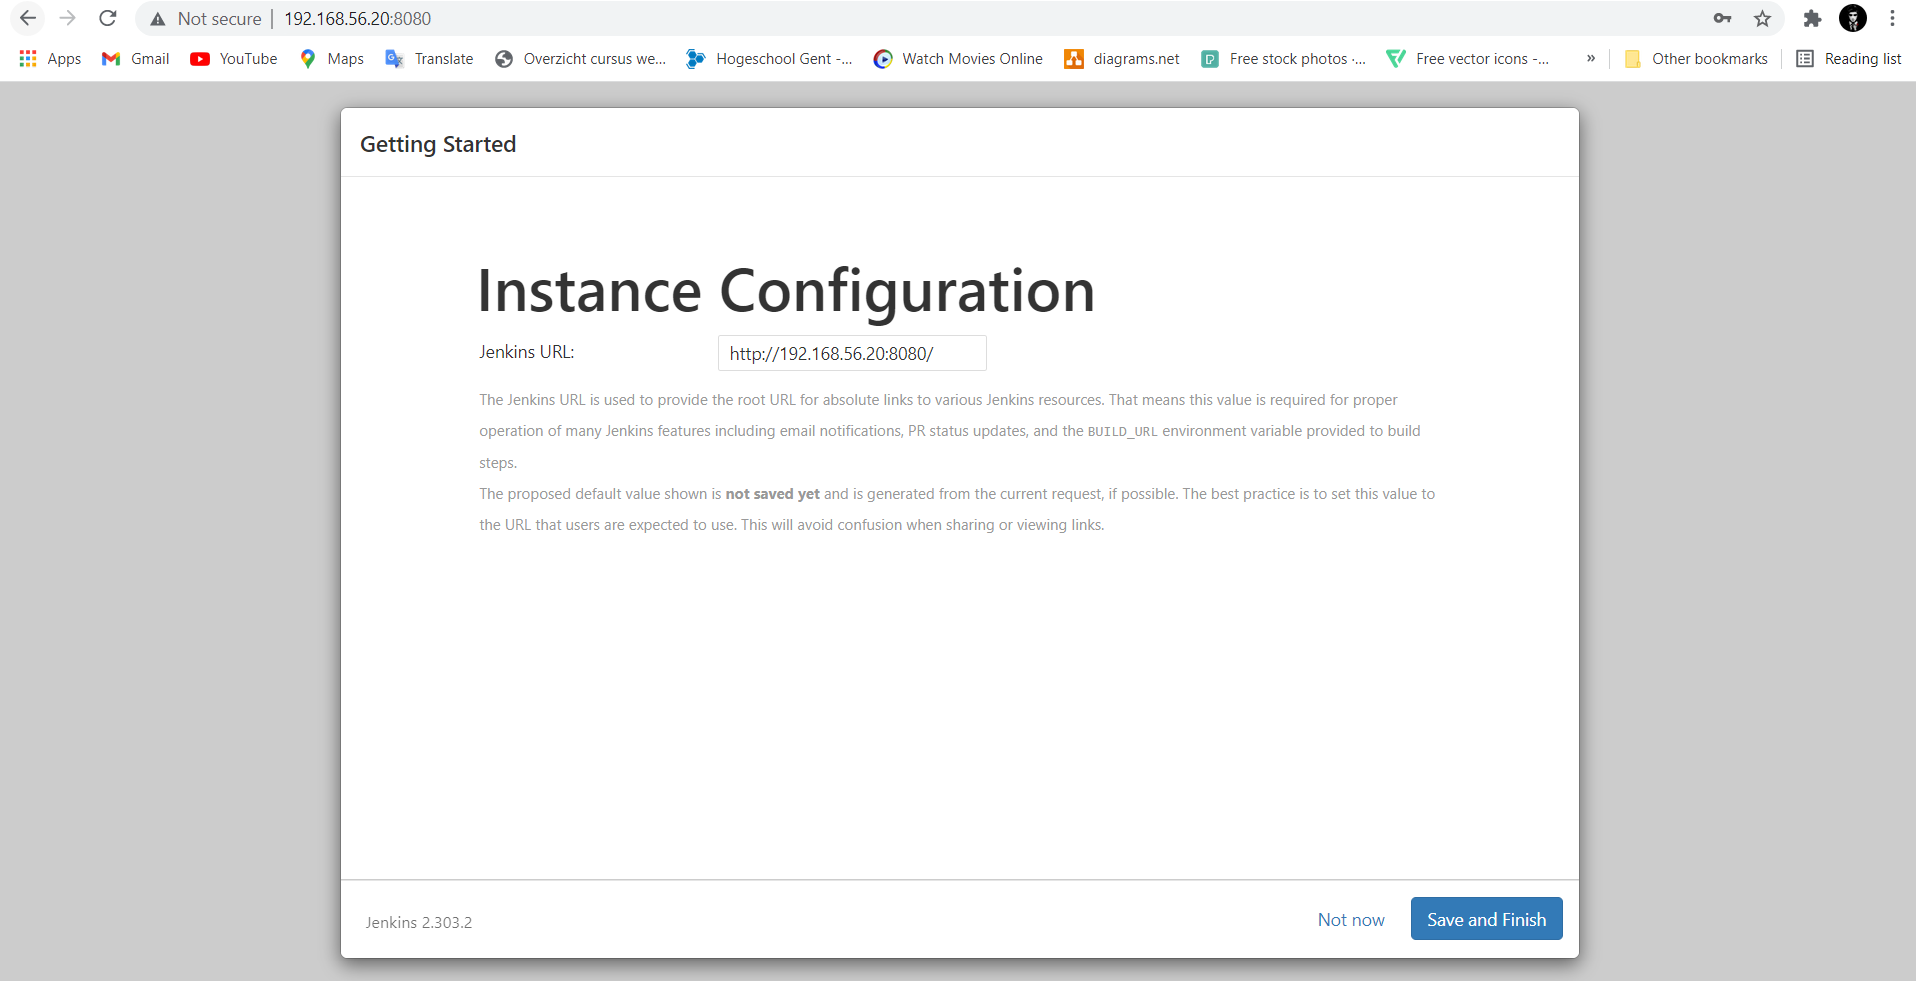 Not secure | 192.168.56.20:8080
Apps Gmail YouTube Maps Translate Overzicht cursus we... Hogeschool Gent -... Watch Movies Online diagrams.net Free stock photos ·... Free vector icons -... » Other bookmarks Reading list
Getting Started
Instance Configuration
Jenkins URL: http://192.168.56.20:8080/
The Jenkins URL is used to provide the root URL for absolute links to various Jenkins resources. That means this value is required for proper
operation of many Jenkins features including email notifications, PR status updates, and the BUILD_URL environment variable provided to build
steps.
The proposed default value shown is not saved yet and is generated from the current request, if possible. The best practice is to set this value to
the URL that users are expected to use. This will avoid confusion when sharing or viewing links.
Jenkins 2.303.2 Not now Save and Finish